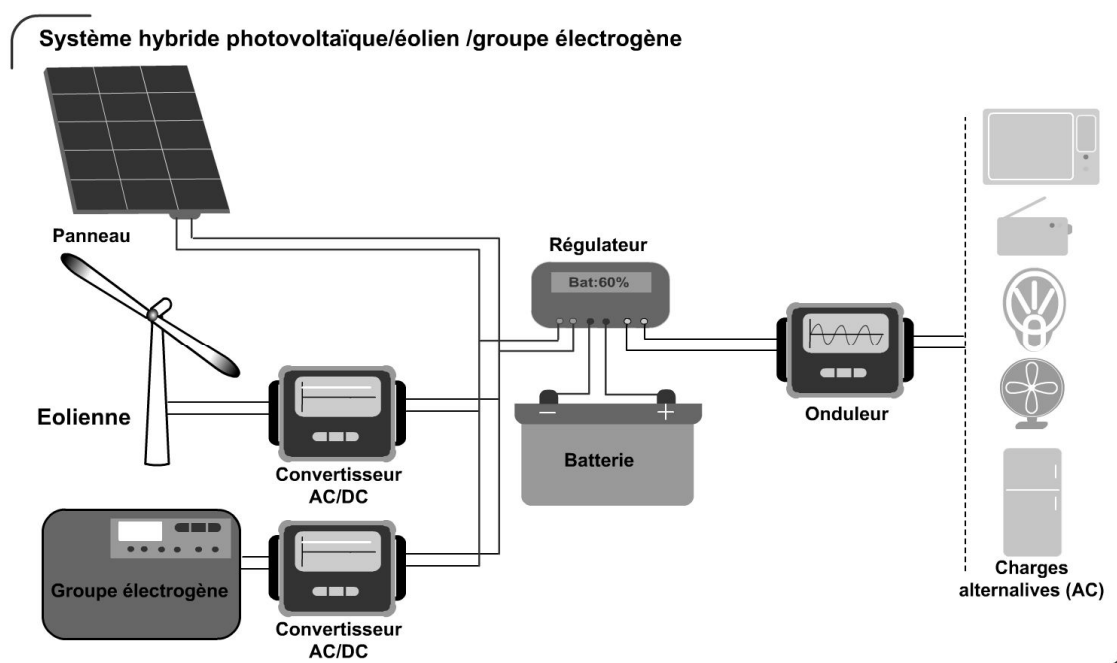 Système hybride photovoltaïque/éolien /groupe électrogène
Panneau
Régulateur
Bat:60%
Eolienne
Convertisseur
AC/DC
Batterie
Onduleur
Groupe électrogène
Convertisseur
AC/DC
Charges
alternalives (AC)